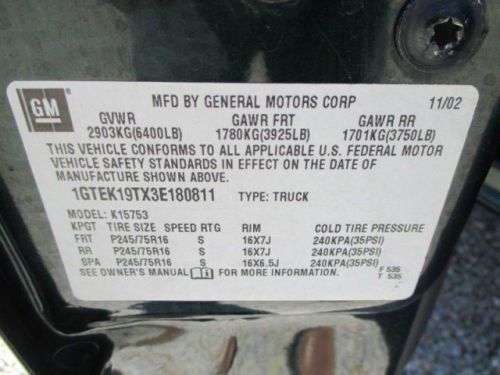 GM
MFD BY GENERAL MOTORS CORP 11/02
GVWR GAWR FRT GAWR RR
2903KG(6400LB) 1780KG(3925LB) 1701KG(3750LB)
THIS VEHICLE CONFORMS TO ALL APPLICABLE U.S. FEDERAL MOTOR
VEHICLE SAFETY STANDARDS IN EFFECT ON THE DATE OF
MANUFACTURE SHOWN ABOVE.
1GTEK19TX3E180811 TYPE: TRUCK
MODEL: K15753
KPGT TIRE SIZE SPEED RTG RIM COLD TIRE PRESSURE
FRT P245/75R16 S 16X7J 240KPA(35PSI)
RR P245/75R16 S 16X7J 240KPA(35PSI)
SPA P245/75R16 S 16X6.5J 240KPA(35PSI)
SEE OWNER'S MANUAL FOR MORE INFORMATION. F 535
T 535